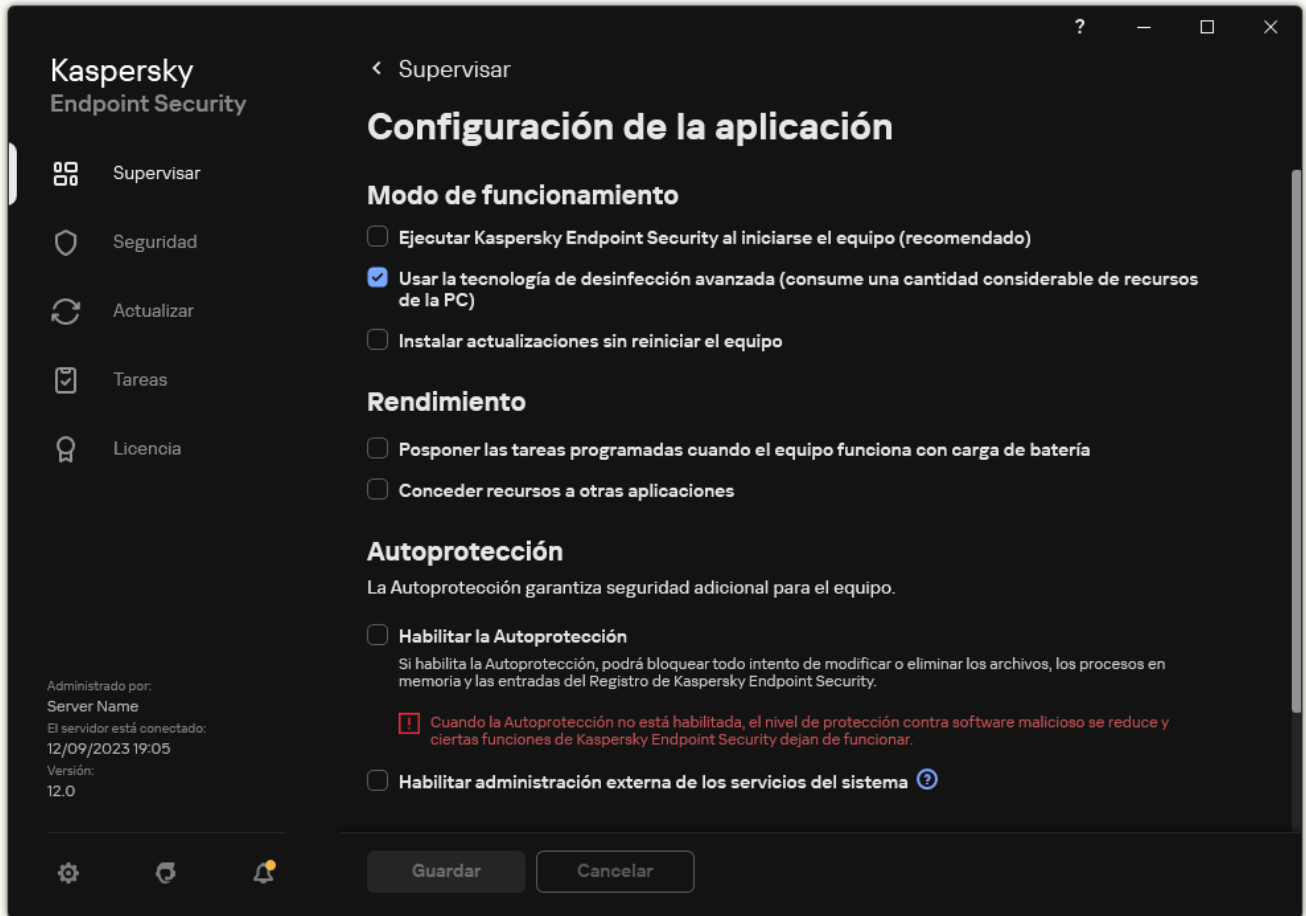 ?
Kaspersky
Endpoint Security
Supervisar
Seguridad
Actualizar
Tareas
Licencia
Administrado por:
Server Name
El servidor está conectado:
12/09/2023 19:05
Versión:
12.0
Supervisar
Configuración de la aplicación
Modo de funcionamiento
Ejecutar Kaspersky Endpoint Security al iniciarse el equipo (recomendado)
Usar la tecnología de desinfección avanzada (consume una cantidad considerable de recursos
de la PC)
Instalar actualizaciones sin reiniciar el equipo
Rendimiento
Posponer las tareas programadas cuando el equipo funciona con carga de batería
Conceder recursos a otras aplicaciones
Autoprotección
La Autoprotección garantiza seguridad adicional para el equipo.
Habilitar la Autoprotección
Si habilita la Autoprotección, podrá bloquear todo intento de modificar o eliminar los archivos, los procesos en
memoria y las entradas del Registro de Kaspersky Endpoint Security.
Cuando la Autoprotección no está habilitada, el nivel de protección contra software malicioso se reduce y
ciertas funciones de Kaspersky Endpoint Security dejan de funcionar.
Habilitar administración externa de los servicios del sistema ?
Guardar
Cancelar